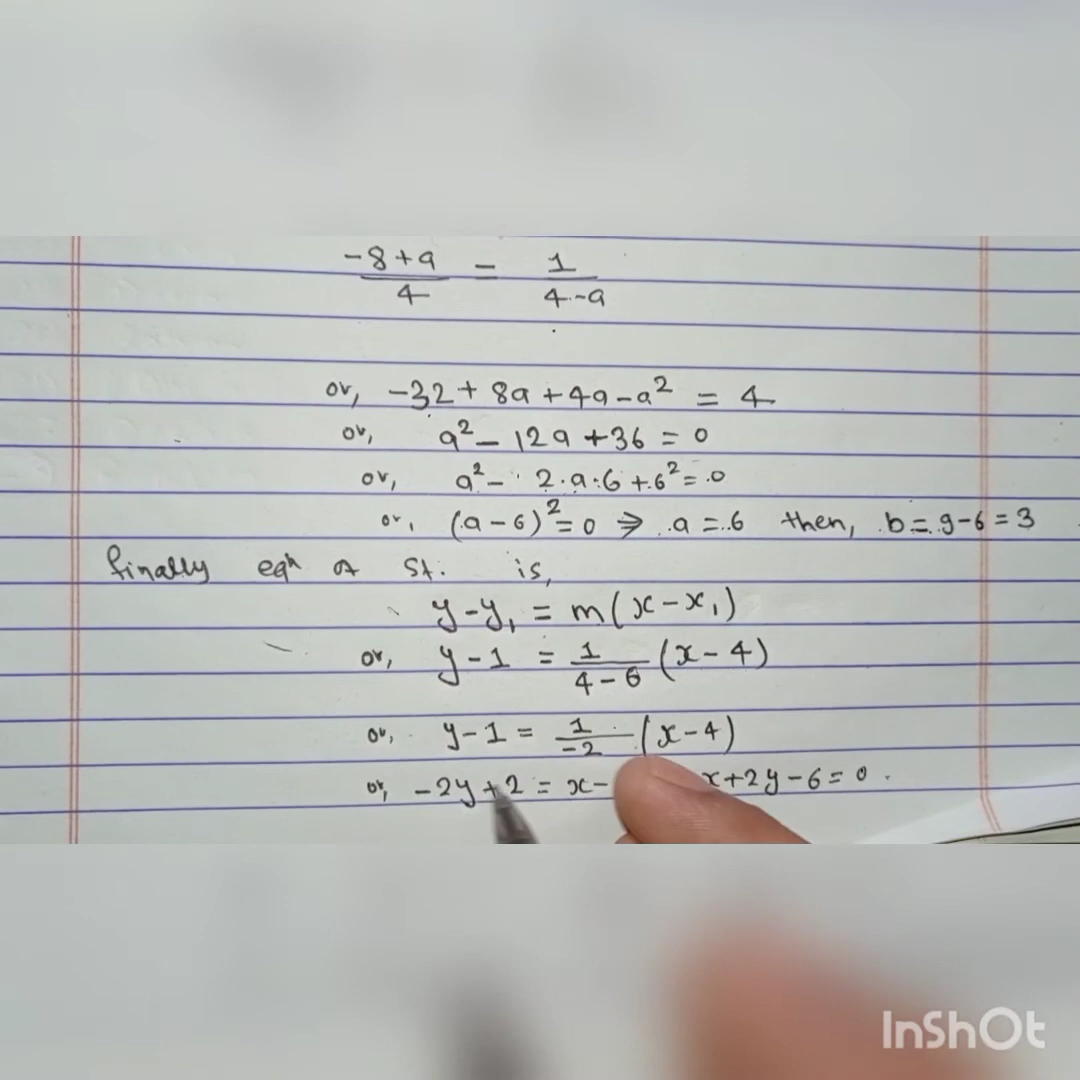 -8+a/4 = 1/4-a
or, -32 + 8a + 4a - a² = 4
or, a² - 12a + 36 = 0
or, a² - 2.a.6 + 6² = 0
or, (a - 6)² = 0 ⇒ a = 6 then, b = 9-6 = 3
finally eqn of st. is,
y - y₁ = m(x - x₁)
or, y - 1 = 1/4-6 (x - 4)
or, y - 1 = 1/-2 (x - 4)
or, -2y + 2 = x - x + 2y - 6 = 0.
InShOt